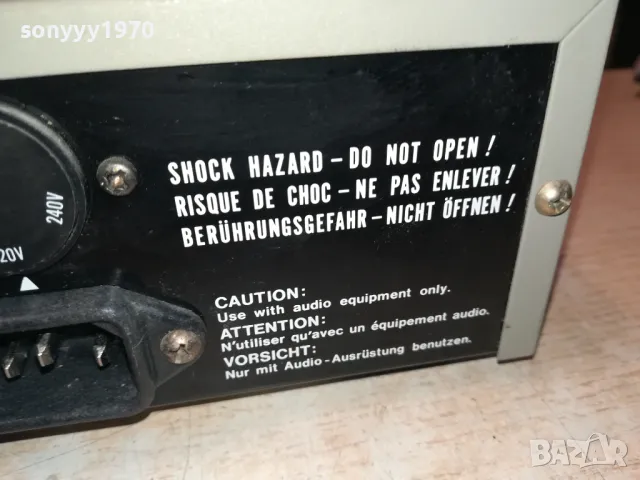 sonyyy1970
SHOCK HAZARD – DO NOT OPEN !
RISQUE DE CHOC – NE PAS ENLEVER !
BERÜHRUNGSGEFAHR – NICHT ÖFFNEN !
240V
20V
CAUTION:
Use with audio equipment only.
ATTENTION:
N'utiliser qu'avec un équipement audio.
VORSICHT:
Nur mit Audio-Ausrüstung benutzen.
BAZAR